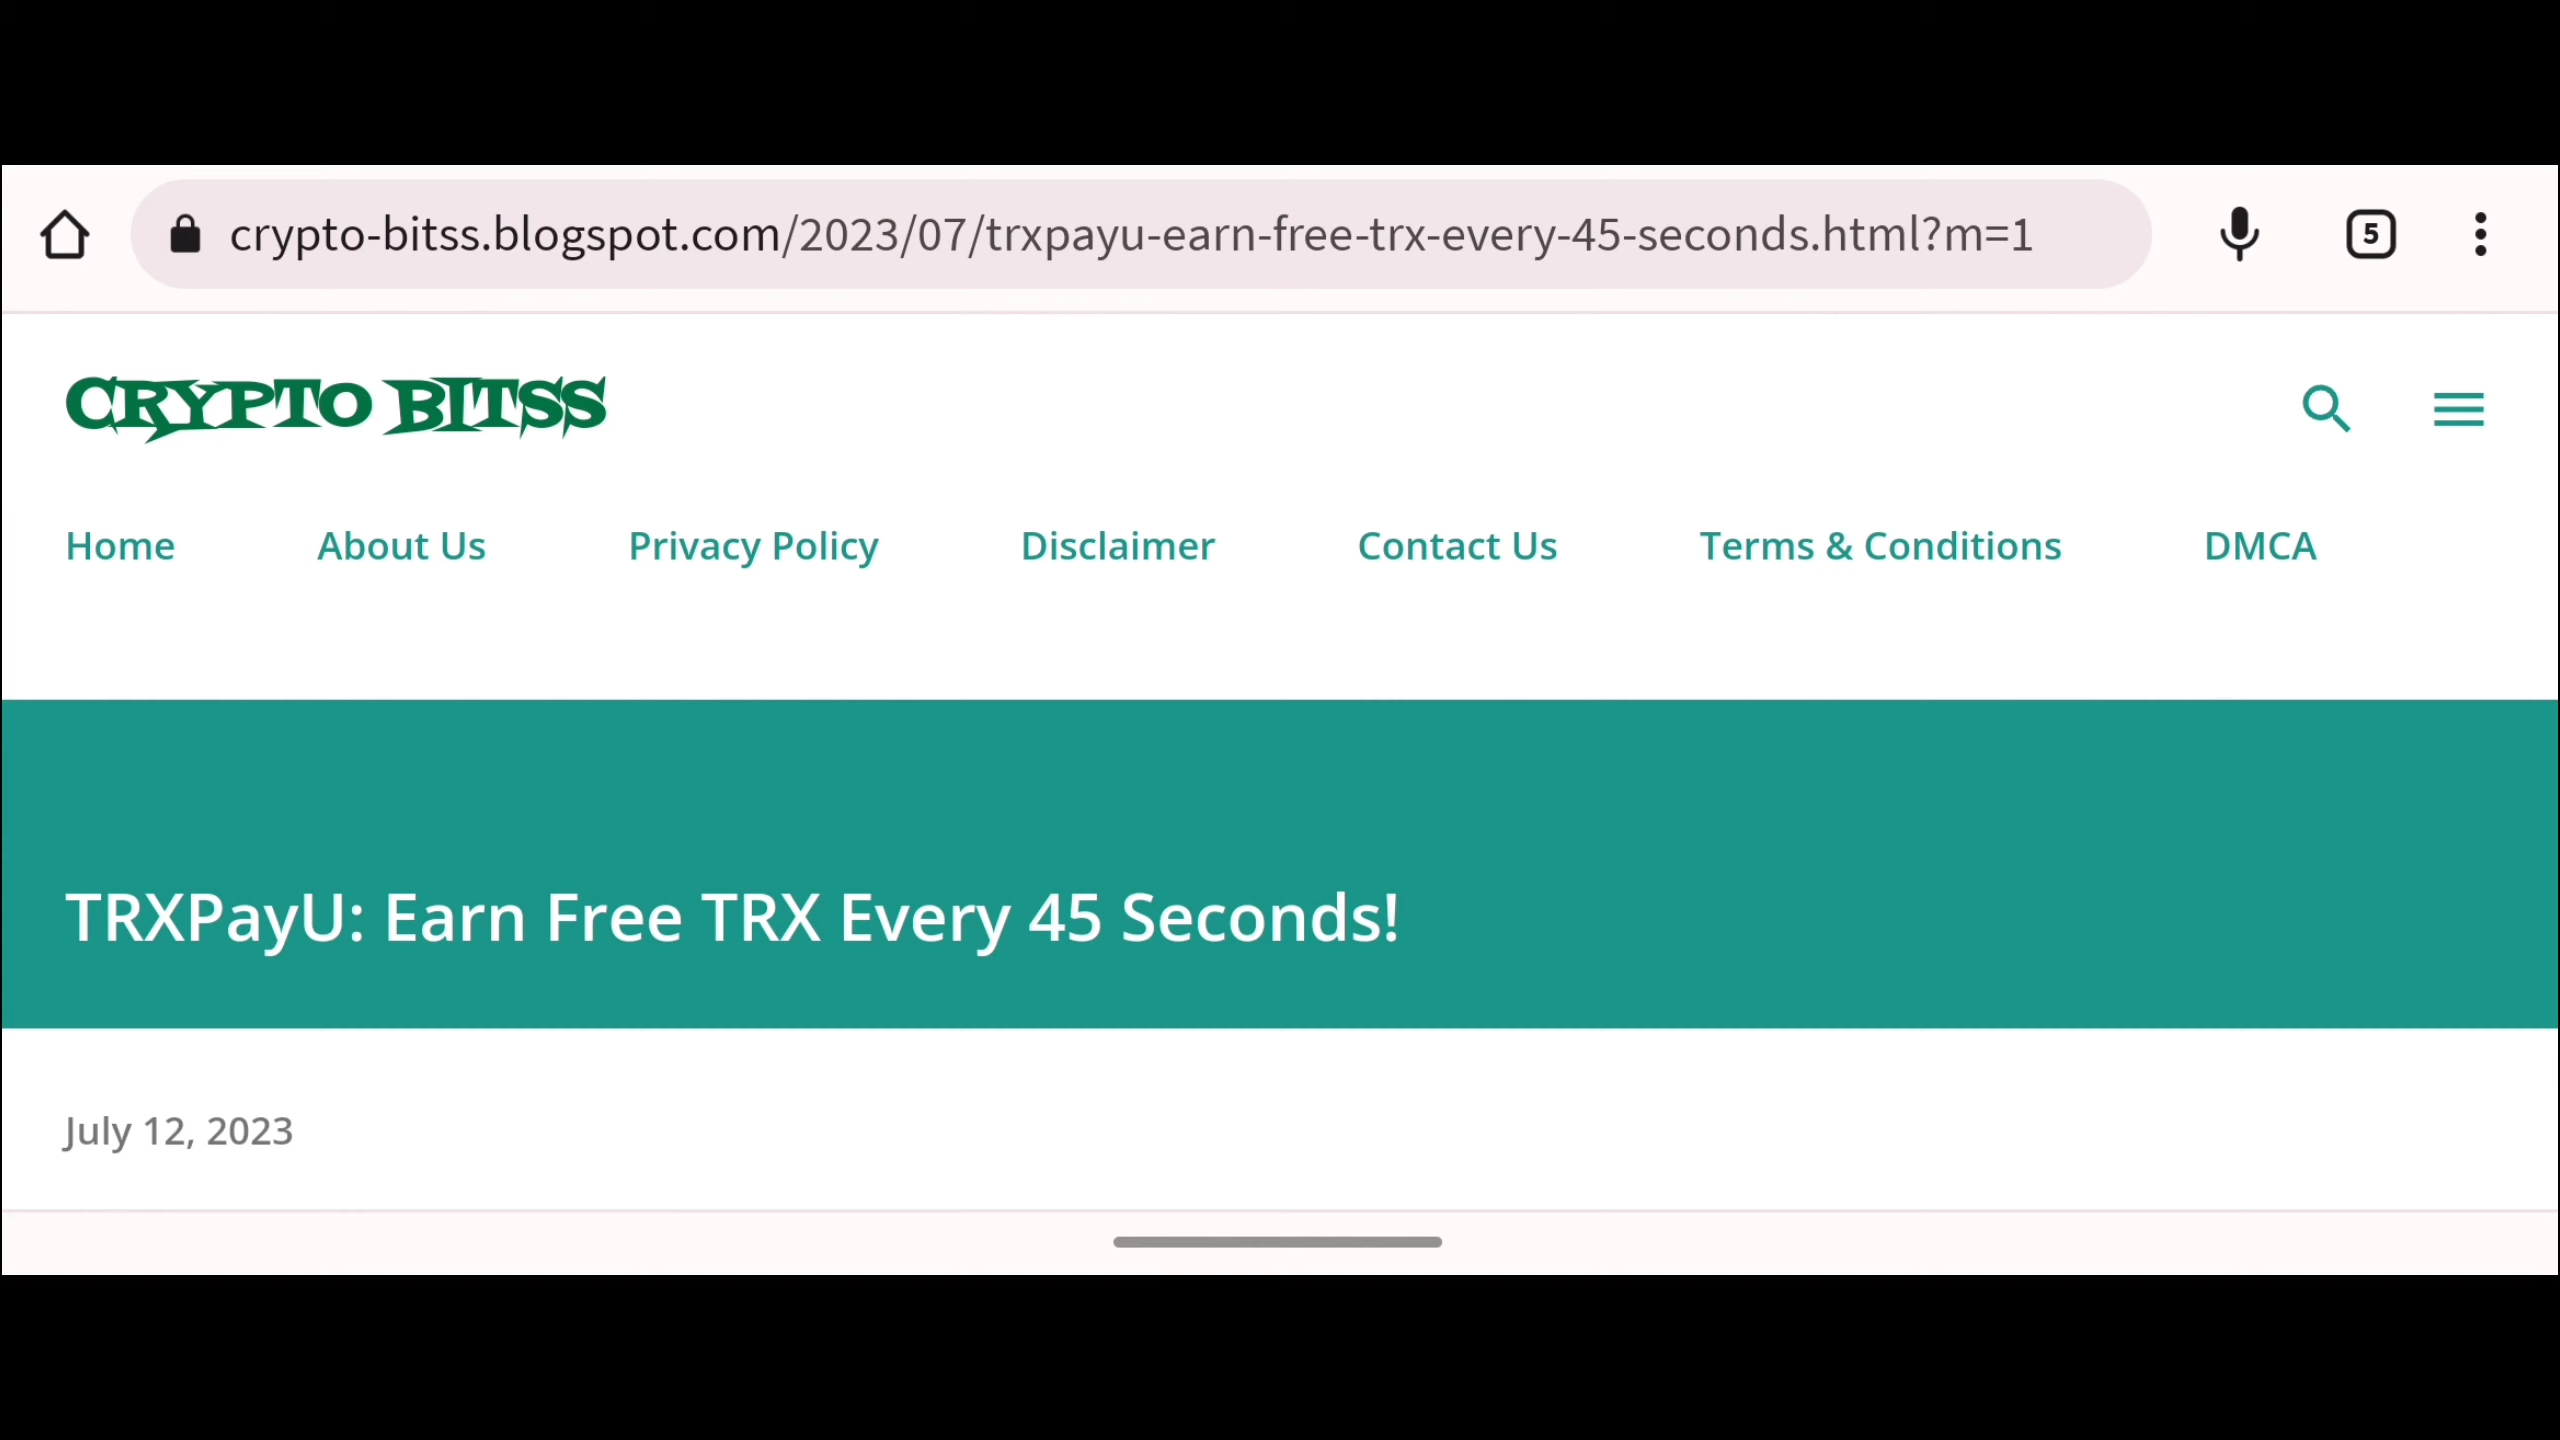 crypto-bitss.blogspot.com/2023/07/trxpayu-earn-free-trx-every-45-seconds.html?m=1
5
CRYPTO BITSS
Home About Us Privacy Policy Disclaimer Contact Us Terms & Conditions DMCA
TRXPayU: Earn Free TRX Every 45 Seconds!
July 12, 2023